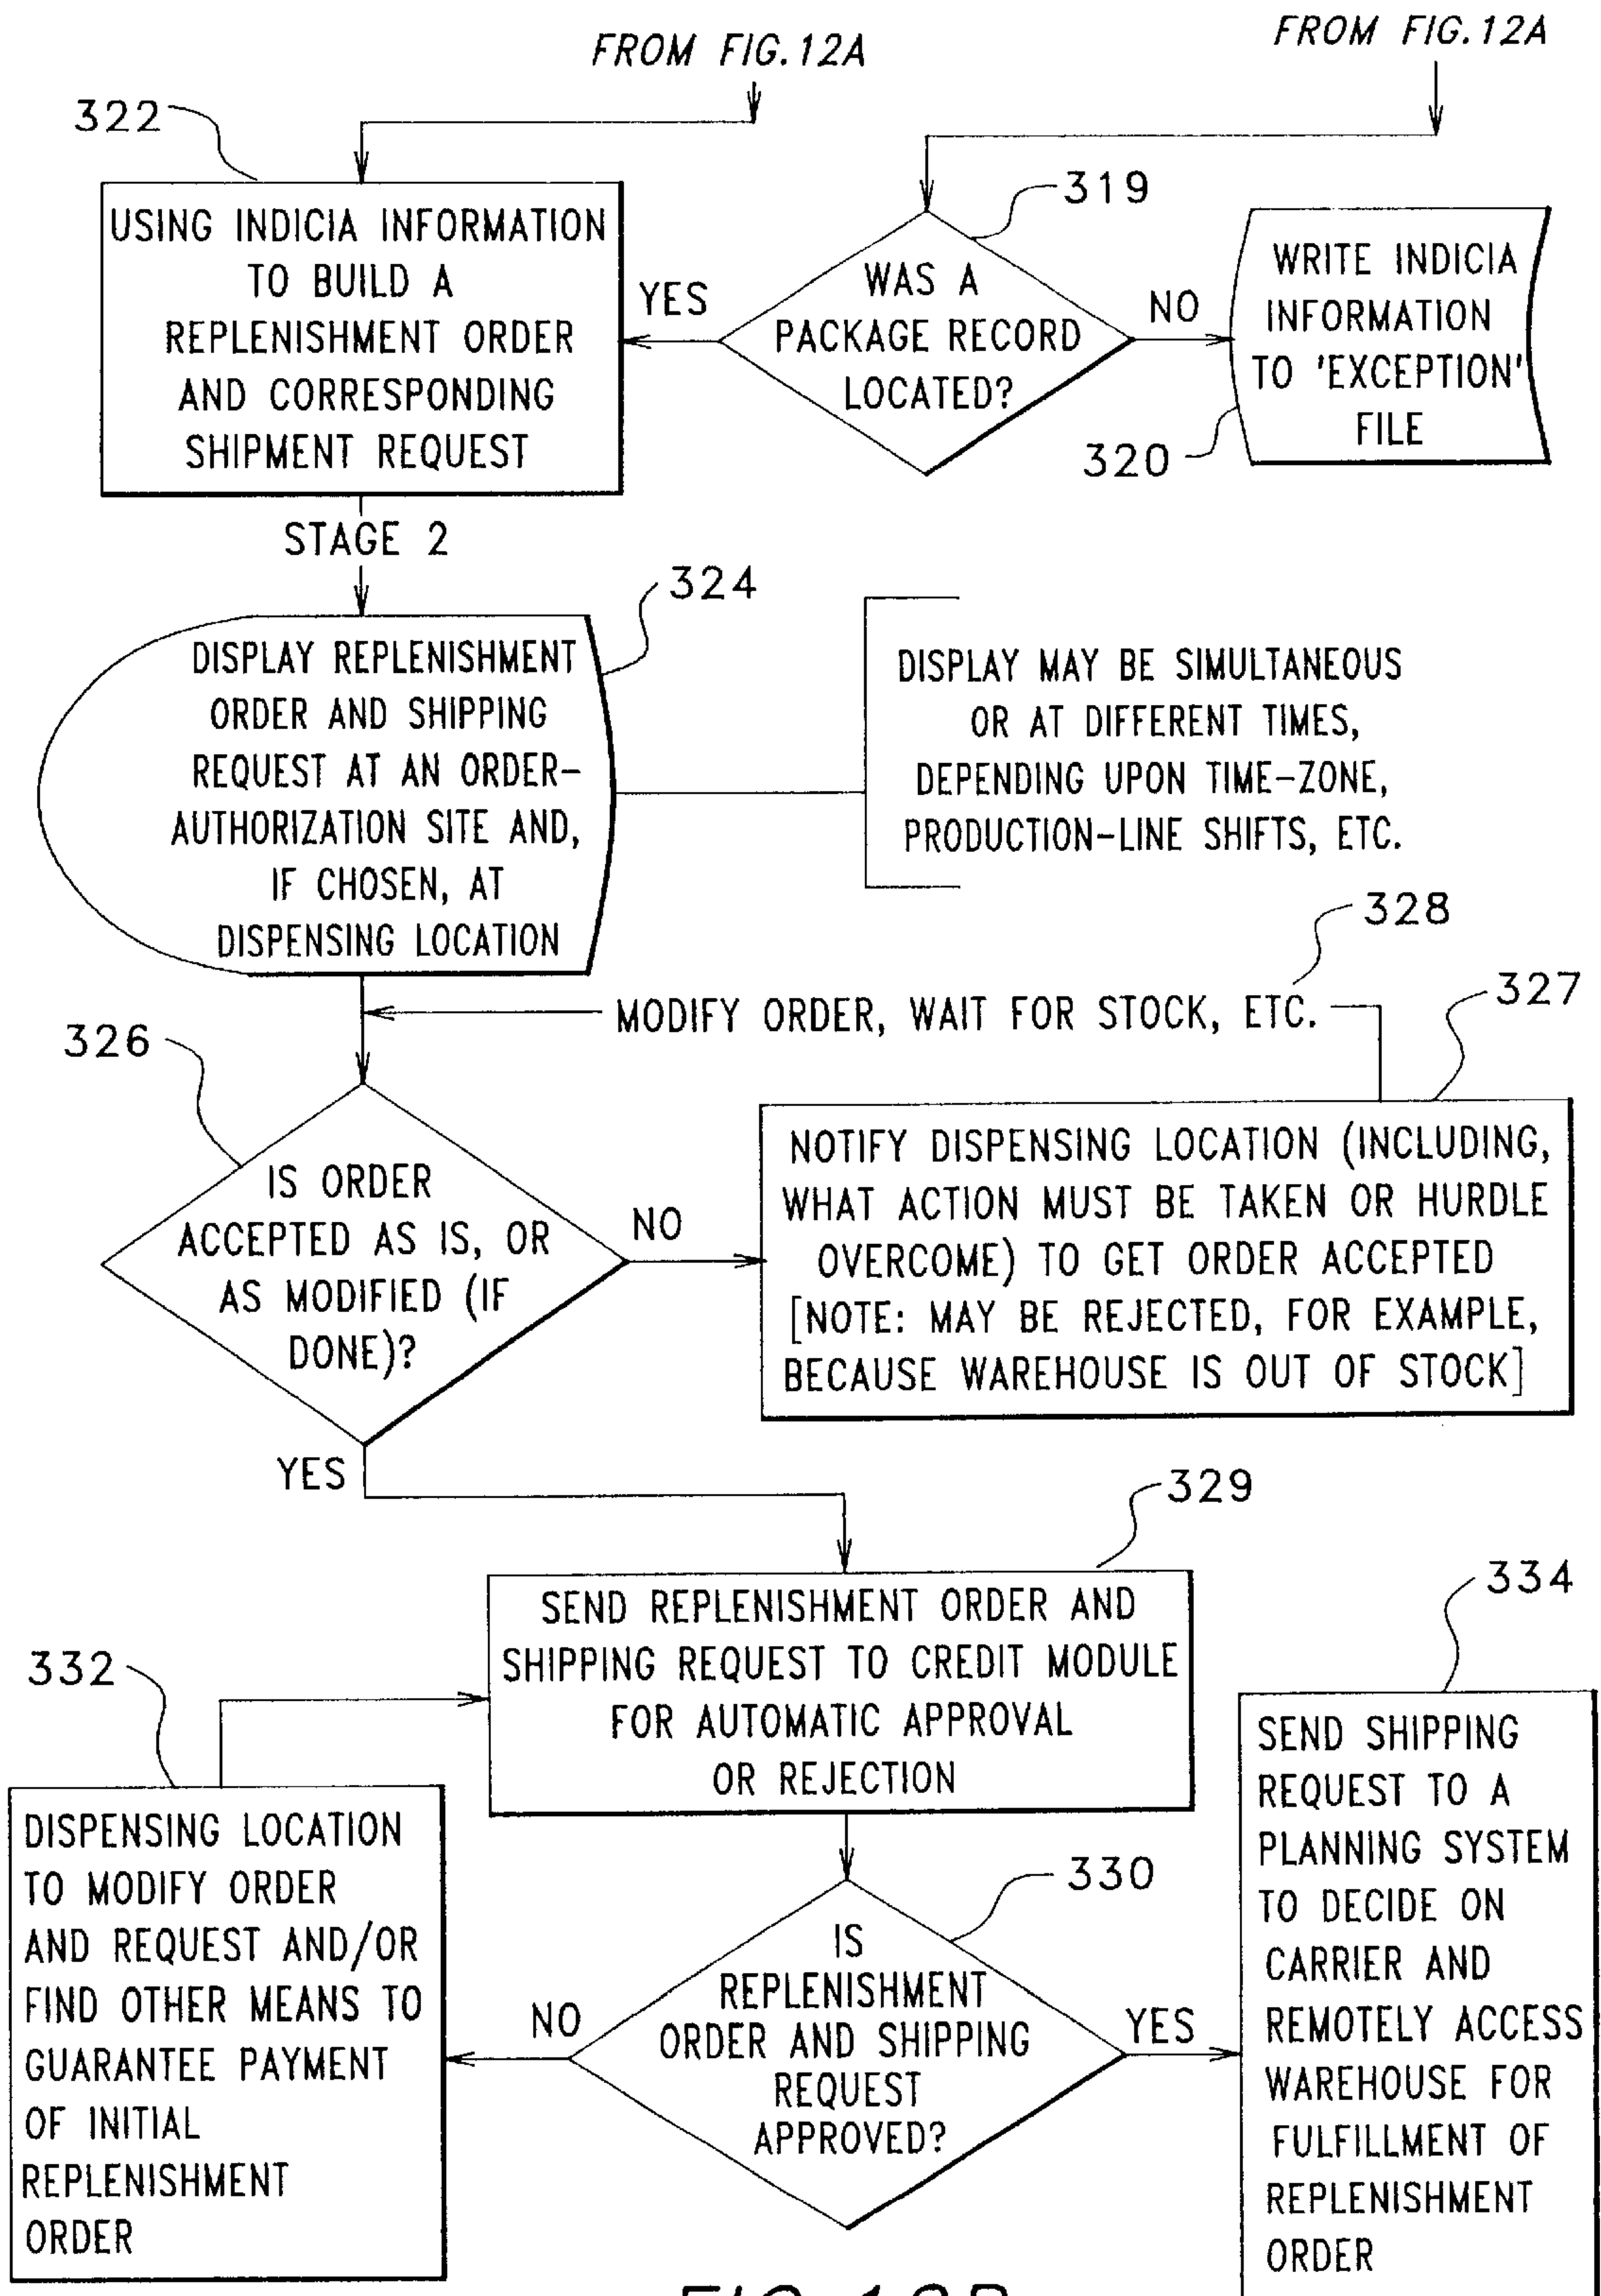 FROM FIG.12A
FROM FIG.12A
322
USING INDICIA INFORMATION
TO BUILD A
REPLENISHMENT ORDER
AND CORRESPONDING
SHIPMENT REQUEST
YES
319
WAS A
PACKAGE RECORD
LOCATED?
NO
WRITE INDICIA
INFORMATION
TO 'EXCEPTION'
FILE
320
STAGE 2
324
DISPLAY REPLENISHMENT
ORDER AND SHIPPING
REQUEST AT AN ORDER-
AUTHORIZATION SITE AND,
IF CHOSEN, AT
DISPENSING LOCATION
DISPLAY MAY BE SIMULTANEOUS
OR AT DIFFERENT TIMES,
DEPENDING UPON TIME-ZONE,
PRODUCTION-LINE SHIFTS, ETC.
328
MODIFY ORDER, WAIT FOR STOCK, ETC.
327
326
IS ORDER
ACCEPTED AS IS, OR
AS MODIFIED (IF
DONE)?
NO
NOTIFY DISPENSING LOCATION (INCLUDING,
WHAT ACTION MUST BE TAKEN OR HURDLE
OVERCOME) TO GET ORDER ACCEPTED
[NOTE: MAY BE REJECTED, FOR EXAMPLE,
BECAUSE WAREHOUSE IS OUT OF STOCK]
YES
329
SEND REPLENISHMENT ORDER AND
SHIPPING REQUEST TO CREDIT MODULE
FOR AUTOMATIC APPROVAL
OR REJECTION
332
DISPENSING LOCATION
TO MODIFY ORDER
AND REQUEST AND/OR
FIND OTHER MEANS TO
GUARANTEE PAYMENT
OF INITIAL
REPLENISHMENT
ORDER
NO
330
IS
REPLENISHMENT
ORDER AND SHIPPING
REQUEST
APPROVED?
YES
334
SEND SHIPPING
REQUEST TO A
PLANNING SYSTEM
TO DECIDE ON
CARRIER AND
REMOTELY ACCESS
WAREHOUSE FOR
FULFILLMENT OF
REPLENISHMENT
ORDER